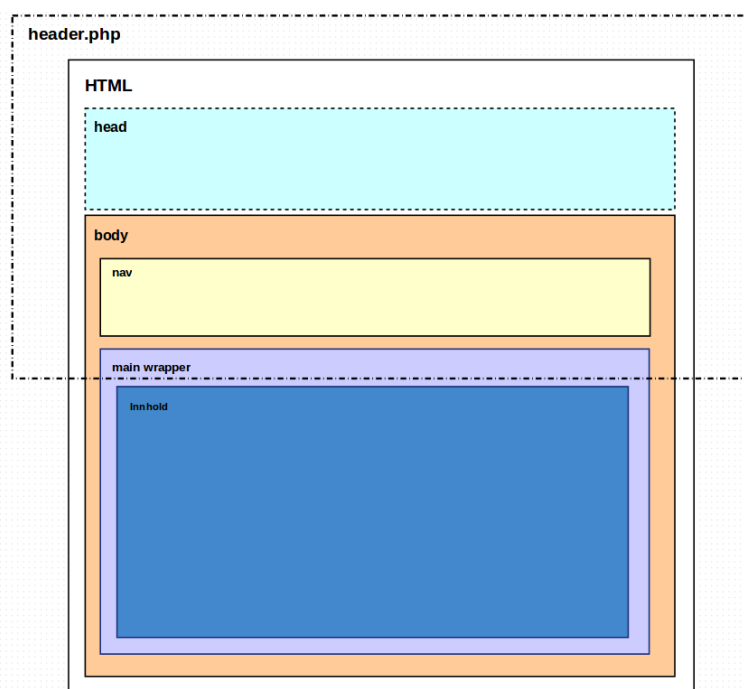 header.php
HTML
head
body
nav
main wrapper
Innhold